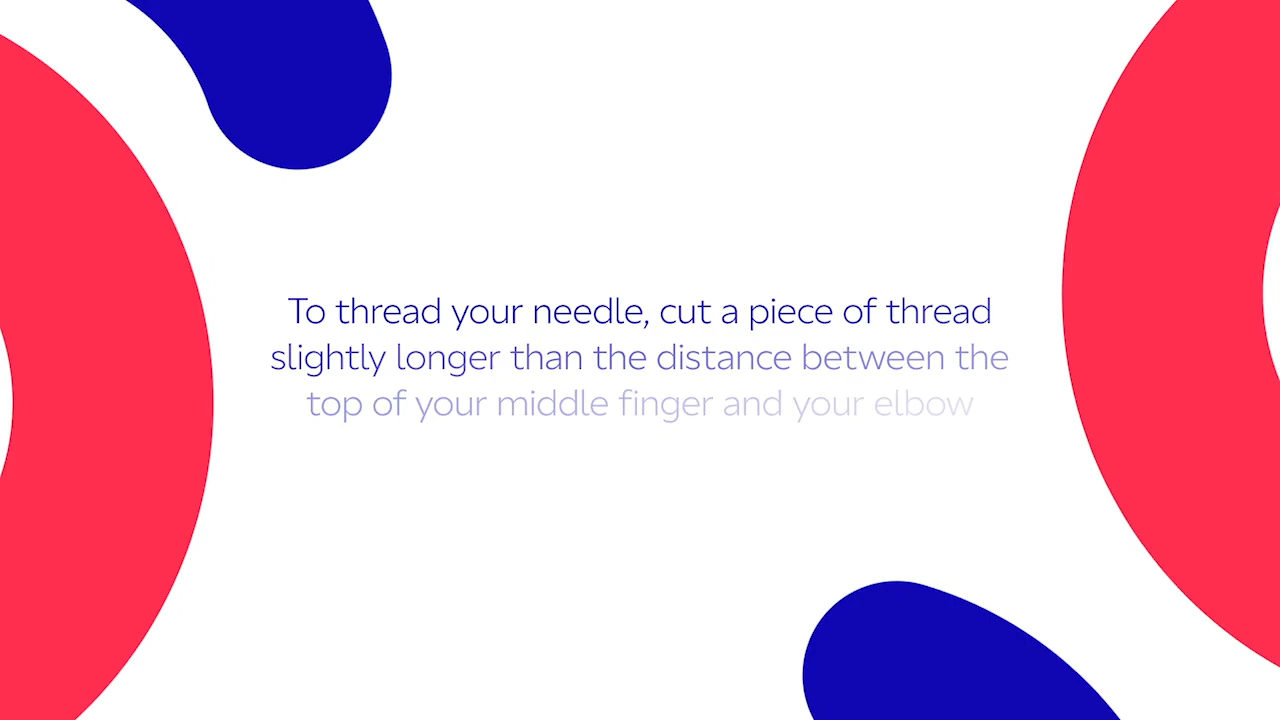 To thread your needle, cut a piece of thread
slightly longer than the distance between the
top of your middle finger and your elbow